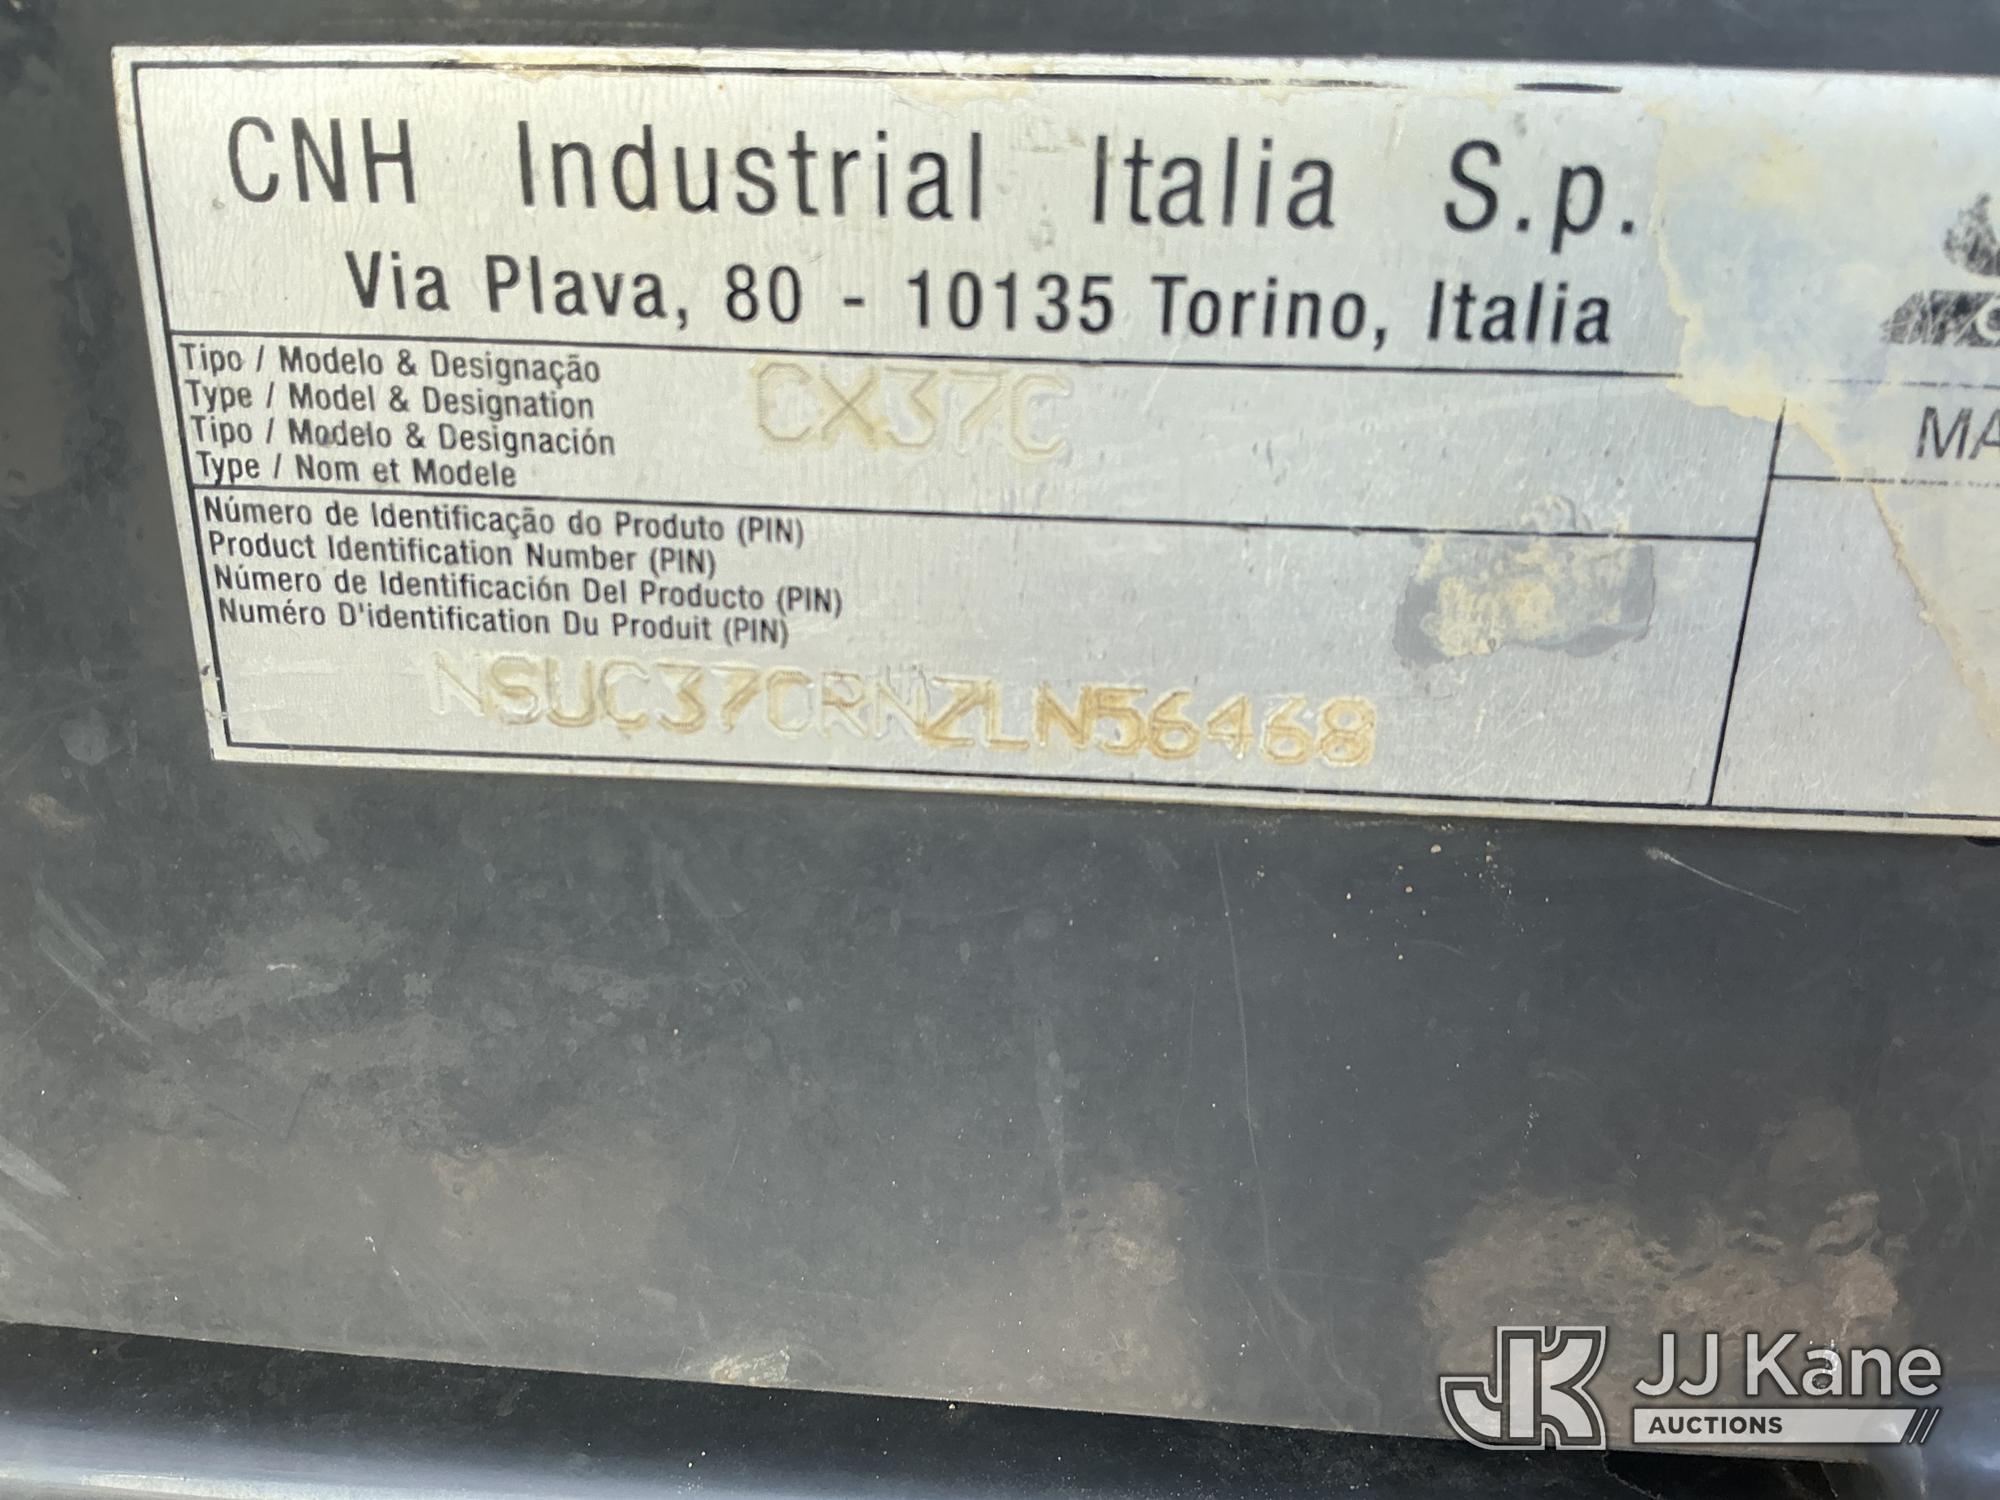 CNH Industrial Italia S.p.
Via Plava, 80 - 10135 Torino, Italia
Tipo / Modelo & Designação
Type / Model & Designation
Tipo / Modelo & Designación
Type / Nom et Modele
CX37C
MA
Número de Identificação do Produto (PIN)
Product Identification Number (PIN)
Número de Identificación Del Producto (PIN)
Numéro D'identification Du Produit (PIN)
NSUC37CRNZLN56468
JK JJ Kane
AUCTIONS